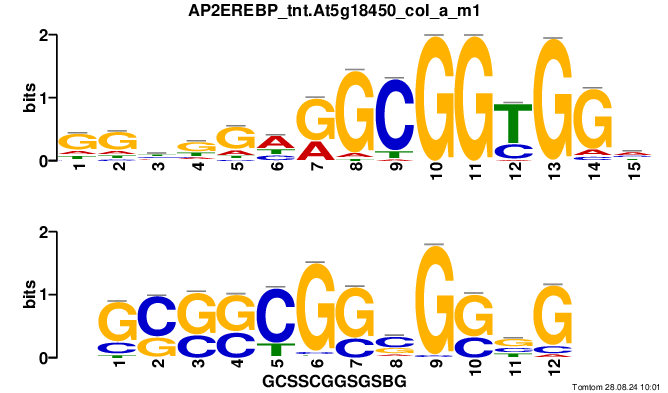 AP2EREBP_tnt.At5g18450_col_a_m1
2
bits
1
0
1 2 3 4 5 6 7 8 9 10 11 12 13 14 15
2
bits
1
0
1 2 3 4 5 6 7 8 9 10 11 12
GCSSCGGSGSBG
Tomtom 28.08.24 10:01